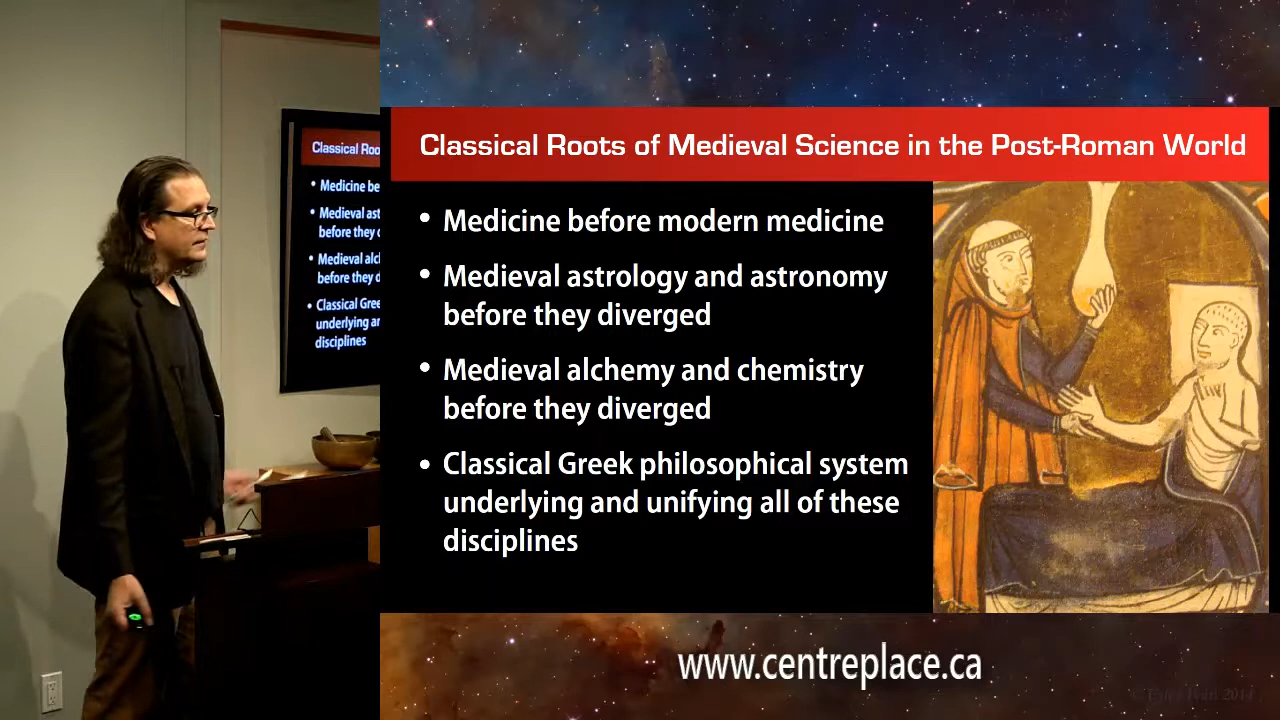 Classical Roots of Medieval Science in the Post-Roman World
• Medicine before modern medicine
• Medieval astrology and astronomy
before they diverged
• Medieval alchemy and chemistry
before they diverged
• Classical Greek philosophical system
underlying and unifying all of these
disciplines
www.centreplace.ca
Classical Roo
• Medicine be
• Medieval ast
before they d
• Medieval alc
before they di
• Classical Gree
underlying an
disciplines